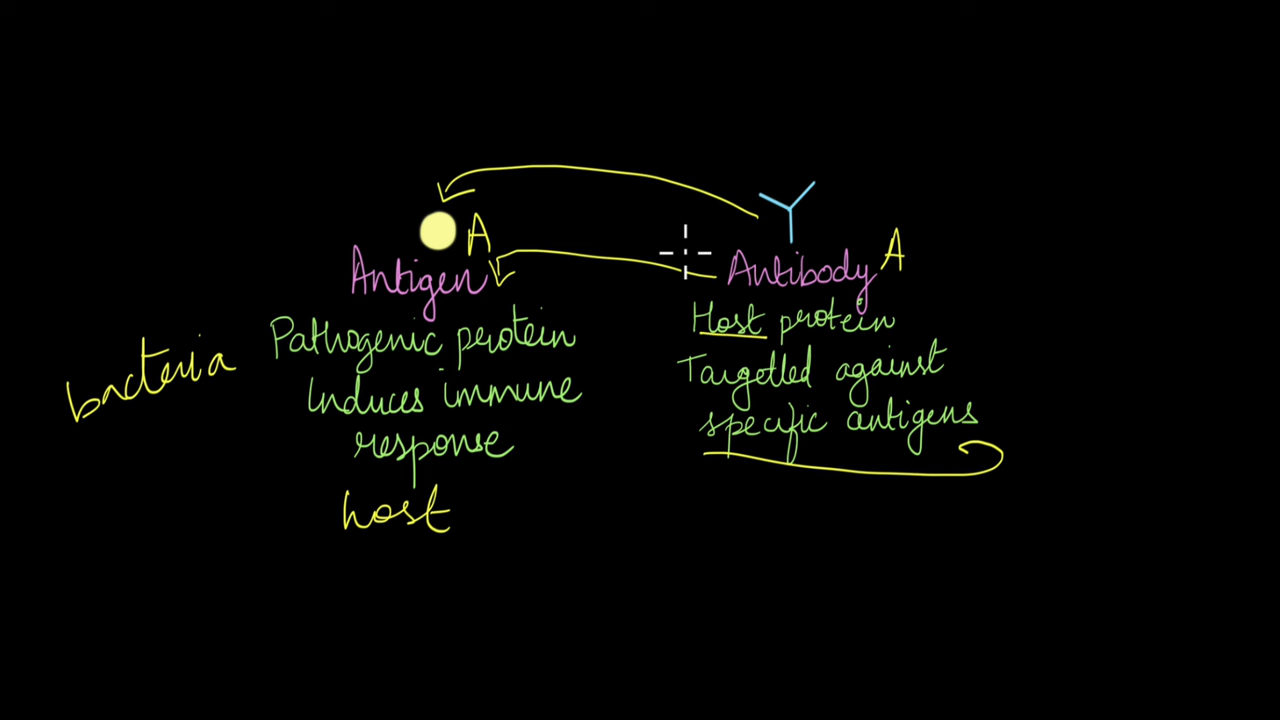 A
Antigen
Pathogenic protein
Induces immune
response
host
bacteria
Antibody A
Host protein
Targetted against
specific antigens